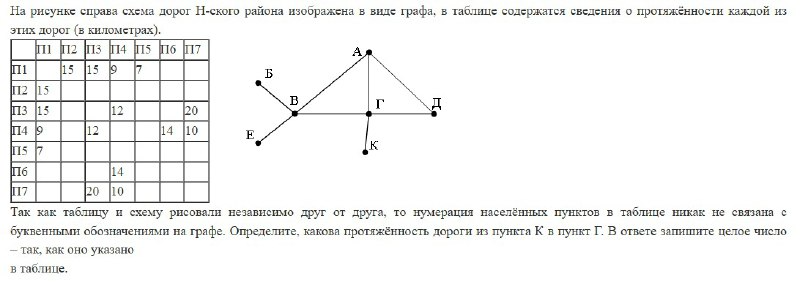 На рисунке справа схема дорог Н-ского района изображена в виде графа, в таблице содержатся сведения о протяжённости каждой из
этих дорог (в километрах).
П1 П2 П3 П4 П5 П6 П7
П1 15 15 9 7
П2 15
П3 15 12 20
П4 9 12 14 10
П5 7
П6 14
П7 20 10
А
Б
В
Г
Д
Е
К
Так как таблицу и схему рисовали независимо друг от друга, то нумерация населённых пунктов в таблице никак не связана с
буквенными обозначениями на графе. Определите, какова протяжённость дороги из пункта К в пункт Г. В ответе запишите целое число
– так, как оно указано
в таблице.